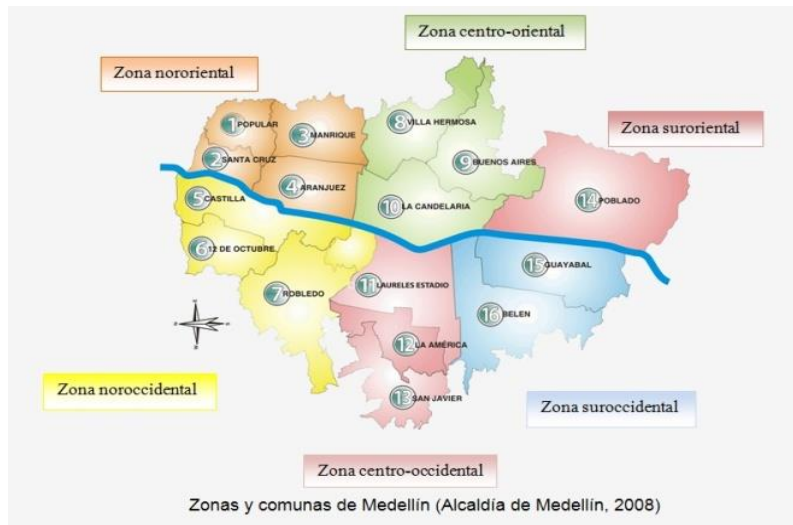 Zona centro-oriental
Zona nororiental
Zona suroriental
1 POPULAR
3 MANRIQUE
8 VILLA HERMOSA
2 SANTA CRUZ
9 BUENOS AIRES
4 ARANJUEZ
5 CASTILLA
10 LA CANDELARIA
14 POBLADO
6 12 DE OCTUBRE
15 GUAYABAL
7 ROBLEDO
11 LAURELES ESTADIO
16 BELEN
12 LA AMÉRICA
13 SAN JAVIER
Zona noroccidental
Zona suroccidental
Zona centro-occidental
Zonas y comunas de Medellín (Alcaldía de Medellín, 2008)